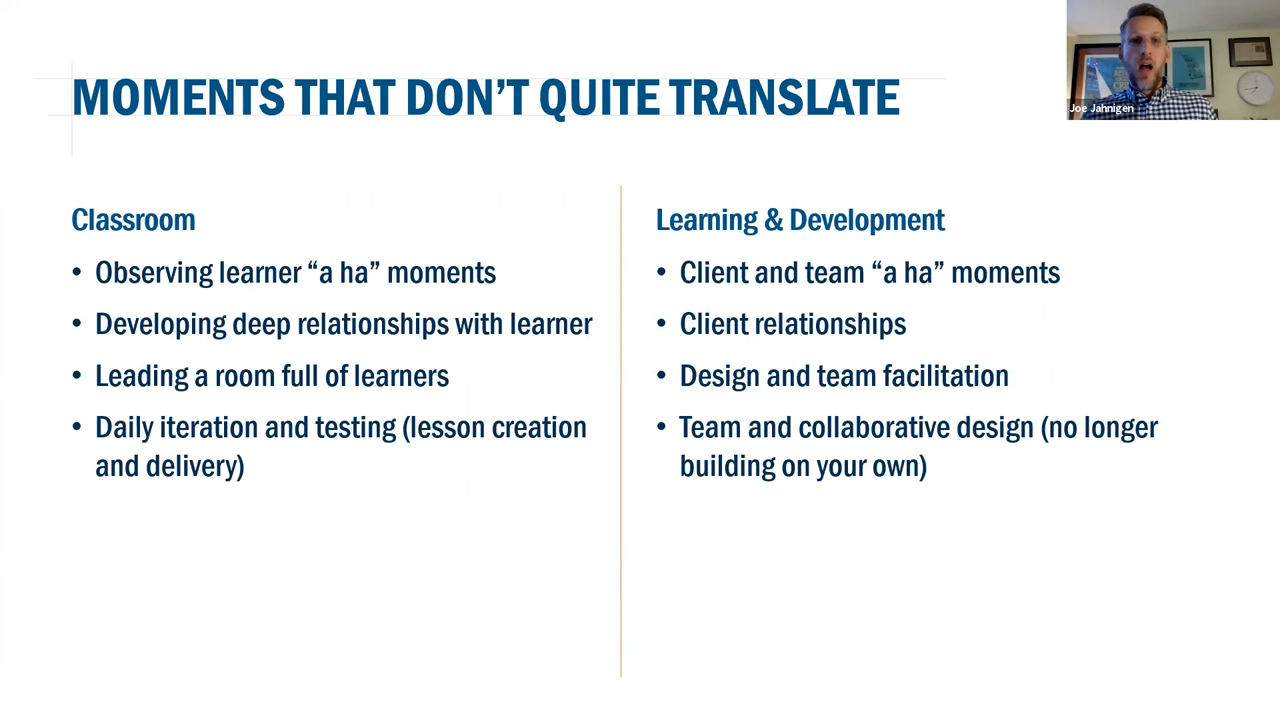 MOMENTS THAT DON’T QUITE TRANSLATE
Joe Jahnigen
Classroom
• Observing learner “a ha” moments
• Developing deep relationships with learner
• Leading a room full of learners
• Daily iteration and testing (lesson creation
and delivery)
Learning & Development
• Client and team “a ha” moments
• Client relationships
• Design and team facilitation
• Team and collaborative design (no longer
building on your own)